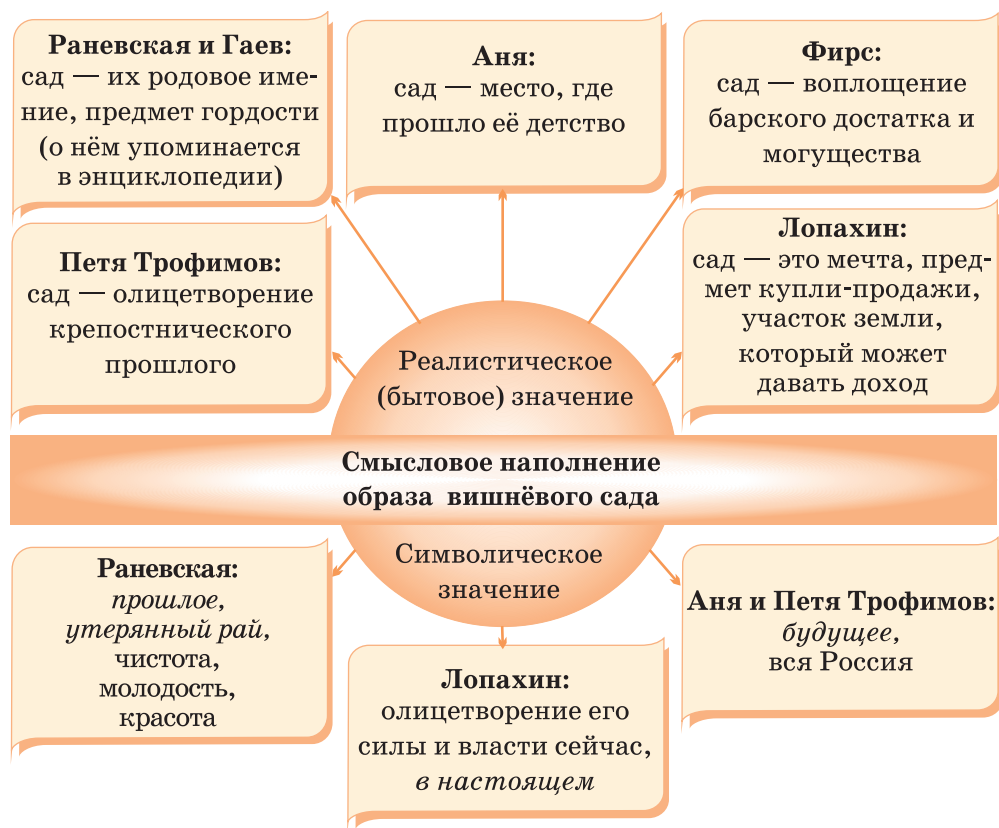 Раневская и Гаев:
сад — их родовое име-
ние, предмет гордости
(о нём упоминается
в энциклопедии)
Аня:
сад — место, где
прошло её детство
Фирс:
сад — воплощение
барского достатка и
могущества
Петя Трофимов:
сад — олицетворение
крепостнического
прошлого
Лопахин:
сад — это мечта, пред-
мет купли-продажи,
участок земли,
который может
давать доход
Реалистическое
(бытовое) значение
Смысловое наполнение
образа вишнёвого сада
Символическое
значение
Раневская:
прошлое,
утерянный рай,
чистота,
молодость,
красота
Лопахин:
олицетворение его
силы и власти сейчас,
в настоящем
Аня и Петя Трофимов:
будущее,
вся Россия